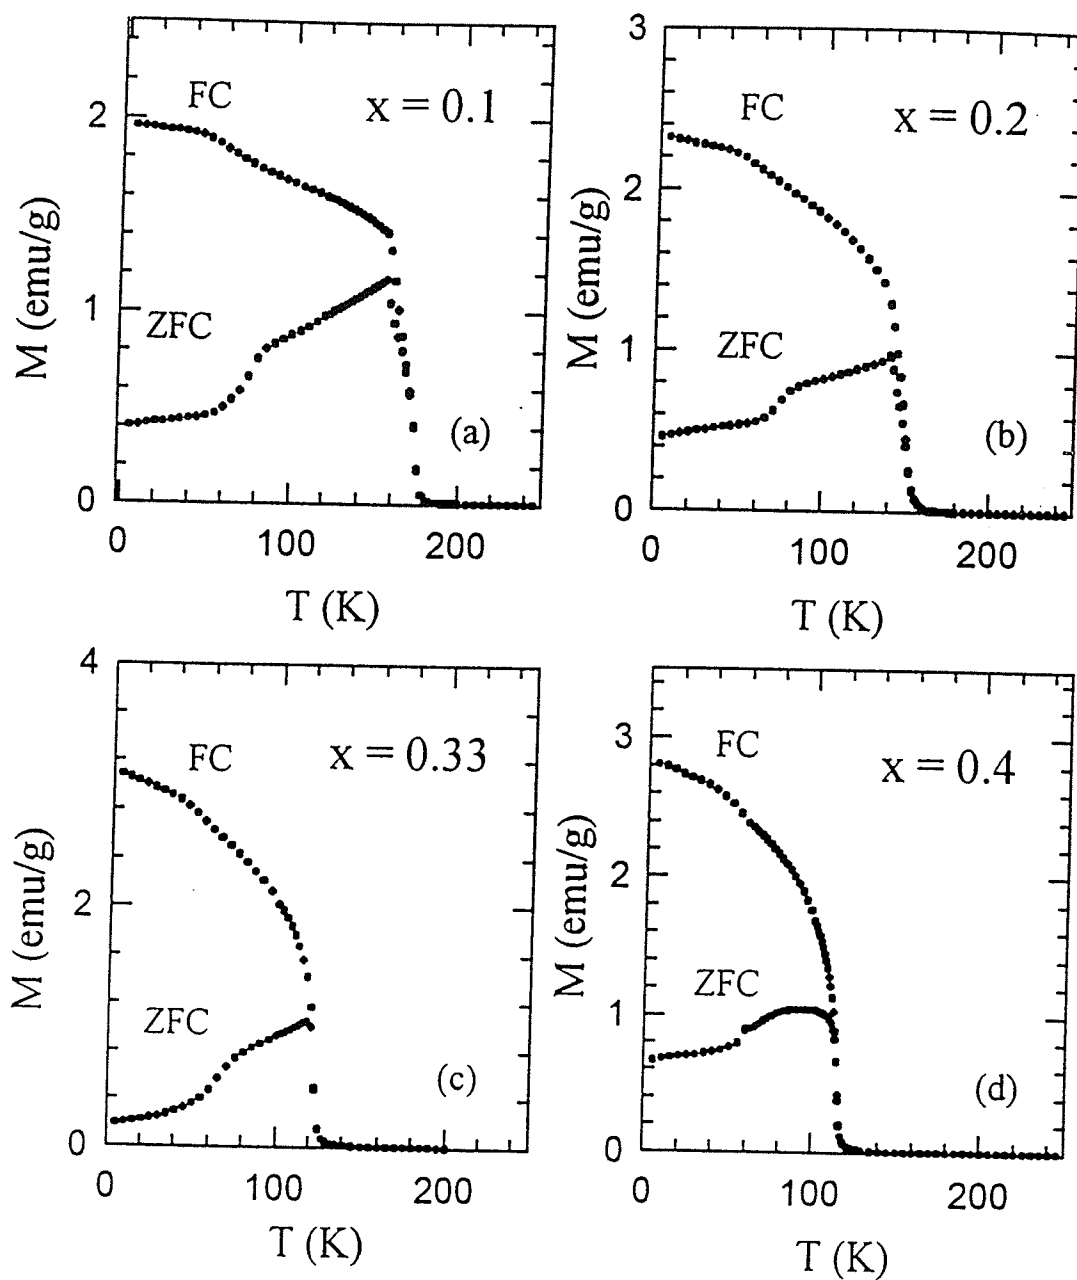 FC
x = 0.1
2
M (emu/g)
1
ZFC
(a)
0
0
100
200
T (K)
3
FC
x = 0.2
2
M (emu/g)
ZFC
1
(b)
0
0
100
200
T (K)
4
FC
x = 0.33
M (emu/g)
2
ZFC
(c)
0
0
100
200
T (K)
3
FC
x = 0.4
2
M (emu/g)
ZFC
1
(d)
0
0
100
200
T (K)